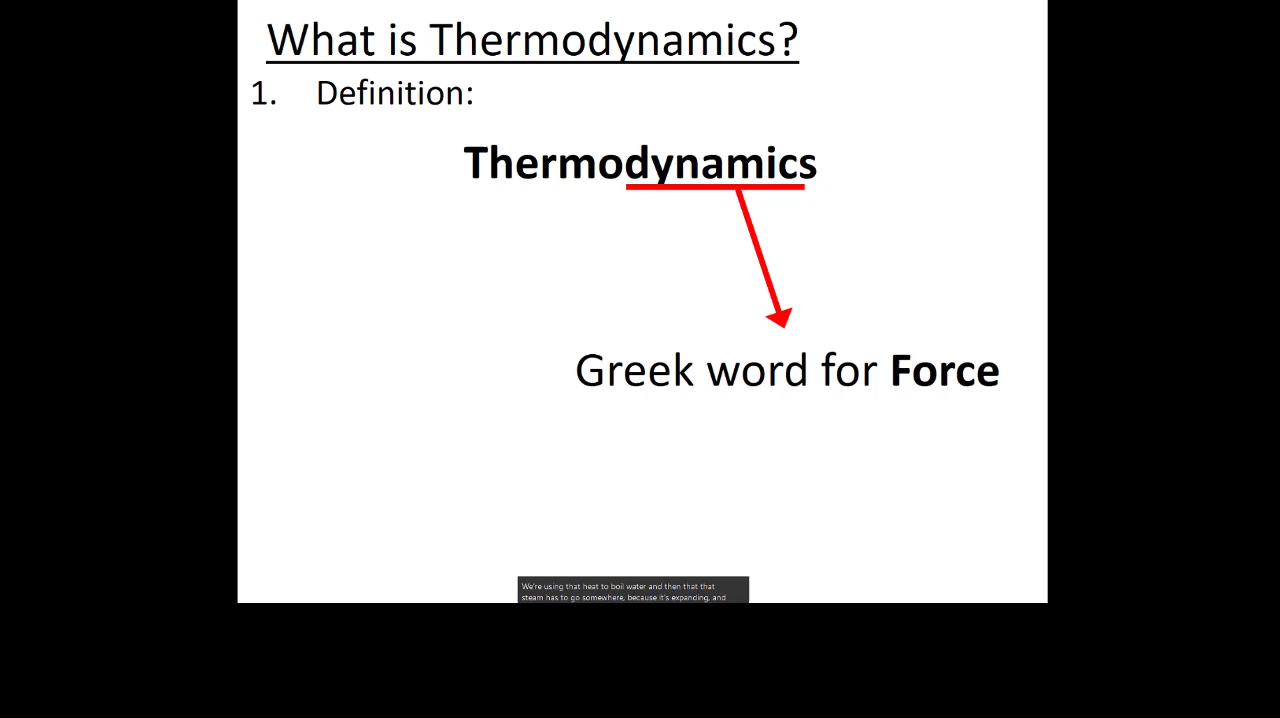 What is Thermodynamics?
1. Definition:
Thermodynamics
Greek word for Force
We're using that heat to boil water and then that that
steam has to go somewhere, because it's expanding, and